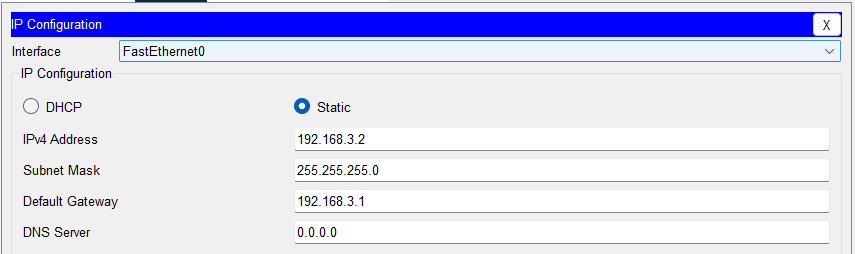 IP Configuration X
Interface FastEthernet0
IP Configuration
DHCP Static
IPv4 Address 192.168.3.2
Subnet Mask 255.255.255.0
Default Gateway 192.168.3.1
DNS Server 0.0.0.0